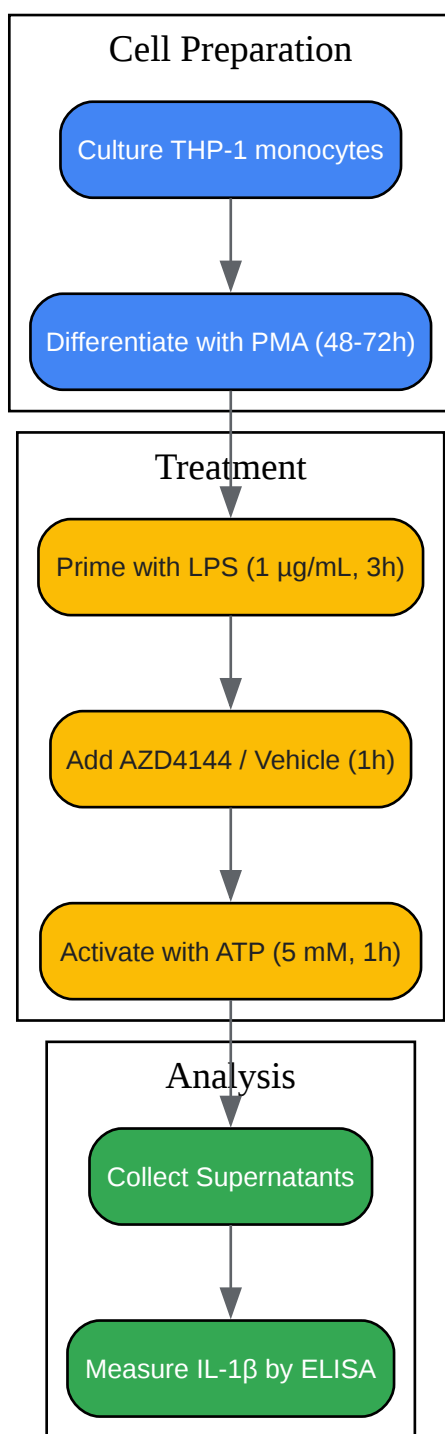 Cell Preparation
Culture THP-1 monocytes
Differentiate with PMA (48-72h)
Treatment
Prime with LPS (1 µg/mL, 3h)
Add AZD4144 / Vehicle (1h)
Activate with ATP (5 mM, 1h)
Analysis
Collect Supernatants
Measure IL-1β by ELISA